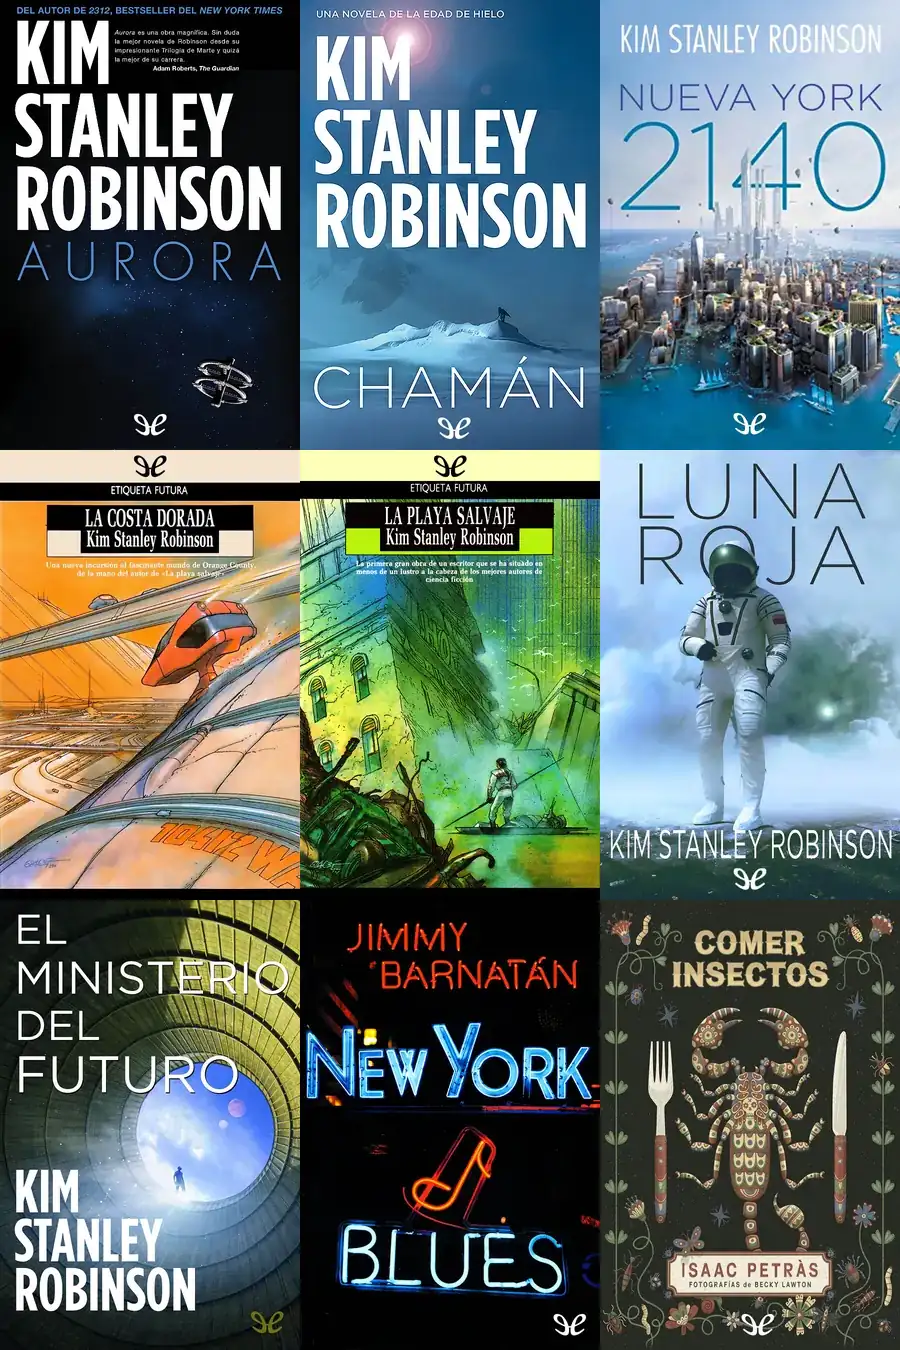 DEL AUTOR DE 2312, BESTSELLER DEL NEW YORK TIMES
KIM
Aurora es una obra magnífica. Sin duda
la mejor novela de Robinson desde su
impresionante Trilogía de Marte y quizá
la mejor de su carrera.
Adam Roberts, The Guardian
STANLEY
ROBINSON
AURORA
UNA NOVELA DE LA EDAD DE HIELO
KIM
STANLEY
ROBINSON
CHAMÁN
KIM STANLEY ROBINSON
NUEVA YORK
2140
ETIQUETA FUTURA
LA COSTA DORADA
Kim Stanley Robinson
Una nueva incursión al fascinante mundo de Orange County,
de la mano del autor de «La playa salvaje»
ETIQUETA FUTURA
LA PLAYA SALVAJE
Kim Stanley Robinson
La primera gran obra de un escritor que se ha situado en
menos de un lustro a la cabeza de los mejores autores de
ciencia ficción
LUNA
ROJA
KIM STANLEY ROBINSON
EL
MINISTERIO
DEL
FUTURO
KIM
STANLEY
ROBINSON
JIMMY
BARNATÁN
NEW YORK
BLUES
COMER
INSECTOS
ISAAC PETRÀS
FOTOGRAFÍAS de BECKY LAWTON